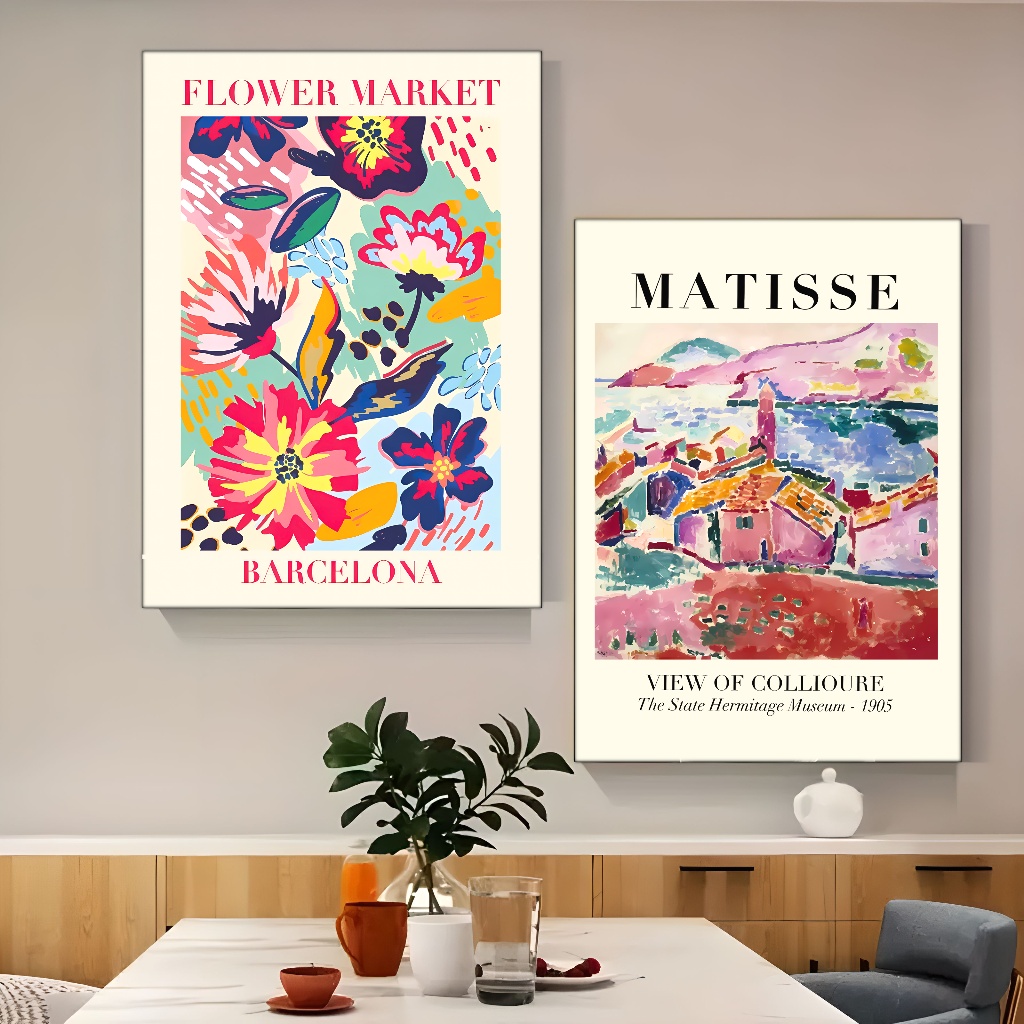 FLOWER MARKET
BARCELONA
MATISSE
VIEW OF COLLIOURE
The State Hermitage Museum - 1905